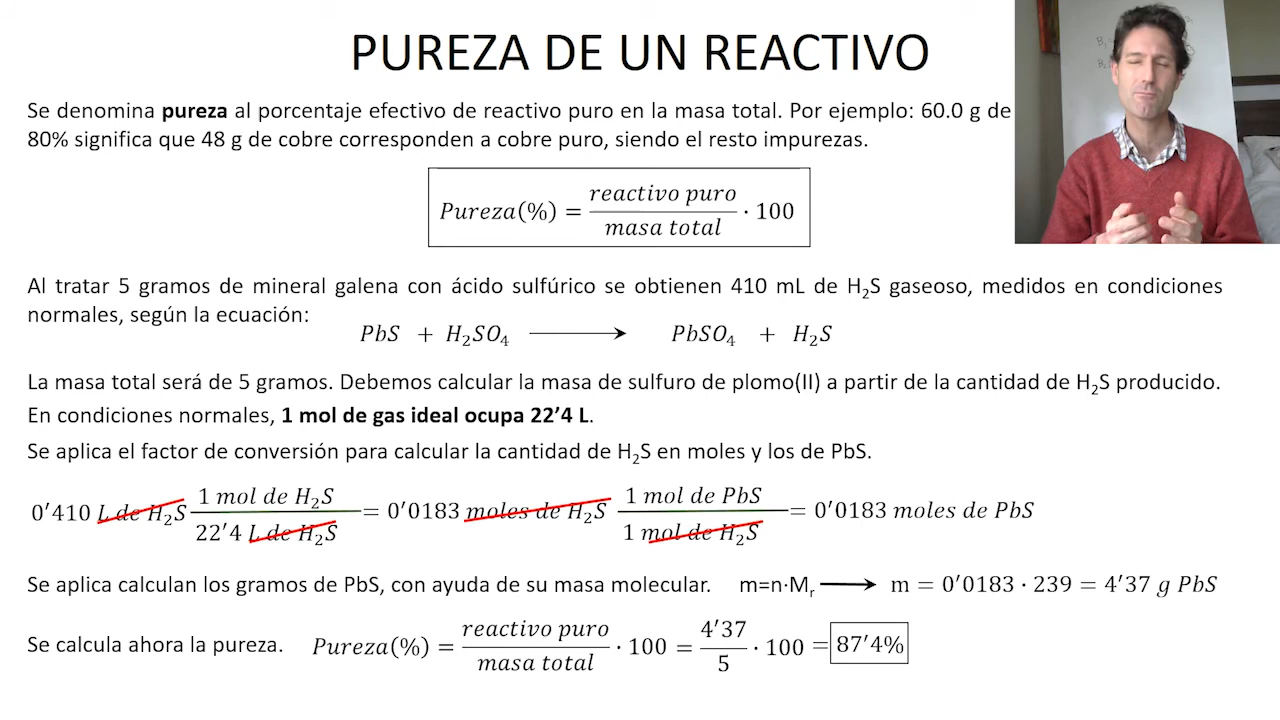 PUREZA DE UN REACTIVO
Se denomina pureza al porcentaje efectivo de reactivo puro en la masa total. Por ejemplo: 60.0 g de
80% significa que 48 g de cobre corresponden a cobre puro, siendo el resto impurezas.
Pureza(%) = reactivo puro / masa total · 100
Al tratar 5 gramos de mineral galena con ácido sulfúrico se obtienen 410 mL de H₂S gaseoso, medidos en condiciones
normales, según la ecuación:
PbS + H₂SO₄ ⟶ PbSO₄ + H₂S
La masa total será de 5 gramos. Debemos calcular la masa de sulfuro de plomo(II) a partir de la cantidad de H₂S producido.
En condiciones normales, 1 mol de gas ideal ocupa 22’4 L.
Se aplica el factor de conversión para calcular la cantidad de H₂S en moles y los de PbS.
0′410 L de H₂S 1 mol de H₂S / 22′4 L de H₂S = 0′0183 moles de H₂S 1 mol de PbS / 1 mol de H₂S = 0′0183 moles de PbS
Se aplica calculan los gramos de PbS, con ayuda de su masa molecular. m=n·Mᵣ ⟶ m = 0′0183 · 239 = 4′37 g PbS
Se calcula ahora la pureza. Pureza(%) = reactivo puro / masa total · 100 = 4′37 / 5 · 100 = 87′4%